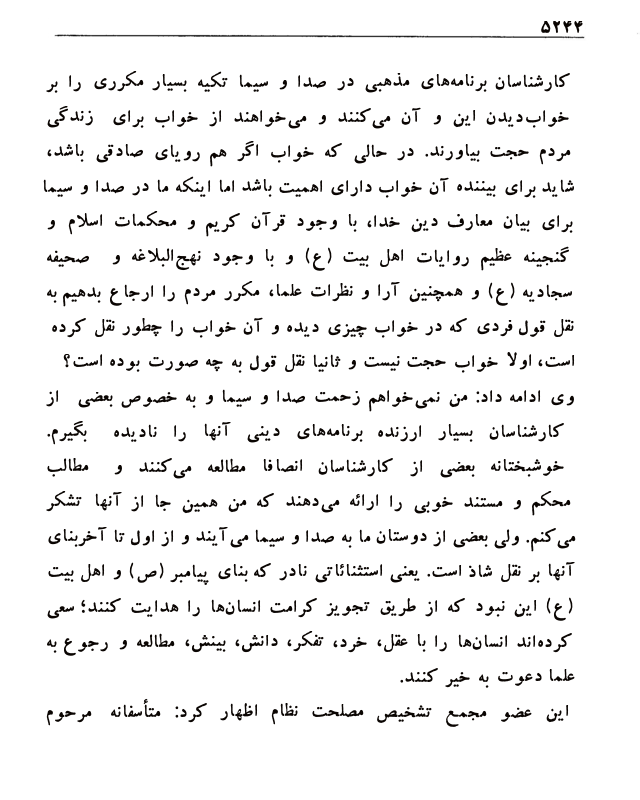 ۵۲۴۴
کارشناسان برنامه‌های مذهبی در صدا و سیما تکیه بسیار مکرری را بر
خواب‌دیدن این و آن می‌کنند و می‌خواهند از خواب برای زندگی
مردم حجت بیاورند. در حالی که خواب اگر هم رویای صادقی باشد،
شاید برای بیننده آن خواب دارای اهمیت باشد اما اینکه ما در صدا و سیما
برای بیان معارف دین خدا، با وجود قرآن کریم و محکمات اسلام و
گنجینه عظیم روایات اهل بیت (ع) و با وجود نهج‌البلاغه و صحیفه
سجادیه (ع) و همچنین آرا و نظرات علما، مکرر مردم را ارجاع بدهیم به
نقل قول فردی که در خواب چیزی دیده و آن خواب را چطور نقل کرده
است، اولا خواب حجت نیست و ثانیا نقل قول به چه صورت بوده است؟
وی ادامه داد: من نمی‌خواهم زحمت صدا و سیما و به خصوص بعضی از
کارشناسان بسیار ارزنده برنامه‌های دینی آنها را نادیده بگیرم.
خوشبختانه بعضی از کارشناسان انصافا مطالعه می‌کنند و مطالب
محکم و مستند خوبی را ارائه می‌دهند که من همین جا از آنها تشکر
می‌کنم. ولی بعضی از دوستان ما به صدا و سیما می‌آیند و از اول تا آخربنای
آنها بر نقل شاذ است. یعنی استثنائاتی نادر که بنای پیامبر (ص) و اهل بیت
(ع) این نبود که از طریق تجویز کرامت انسان‌ها را هدایت کنند؛ سعی
کرده‌اند انسان‌ها را با عقل، خرد، تفکر، دانش، بینش، مطالعه و رجوع به
علما دعوت به خیر کنند.
این عضو مجمع تشخیص مصلحت نظام اظهار کرد: متأسفانه مرحوم